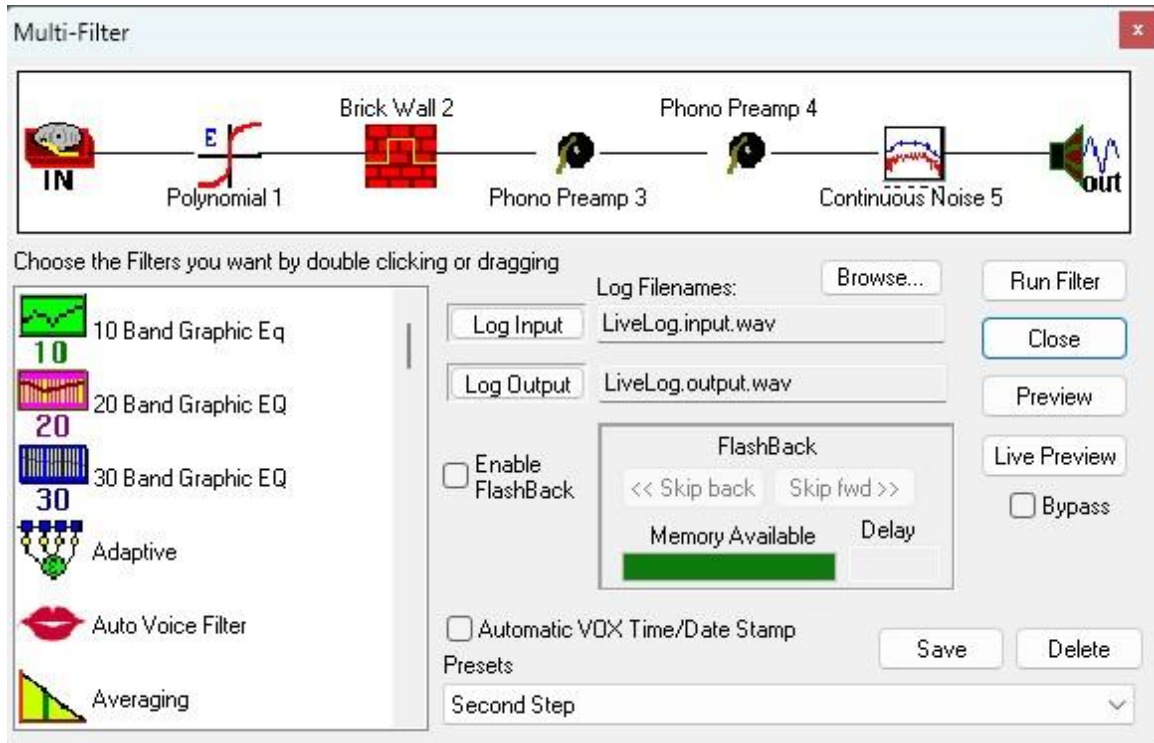 Multi-Filter
x
Brick Wall 2
Phono Preamp 4
E
IN
Polynomial 1
Phono Preamp 3
Continuous Noise 5
out
Choose the Filters you want by double clicking or dragging
10 Band Graphic Eq
10
20 Band Graphic EQ
20
30 Band Graphic EQ
30
Adaptive
Auto Voice Filter
Averaging
Log Filenames:
Browse...
Log Input
LiveLog.input.wav
Log Output
LiveLog.output.wav
Enable
FlashBack
FlashBack
<< Skip back
Skip fwd >>
Memory Available
Delay
Run Filter
Close
Preview
Live Preview
Bypass
Automatic VOX Time/Date Stamp
Save
Delete
Presets
Second Step